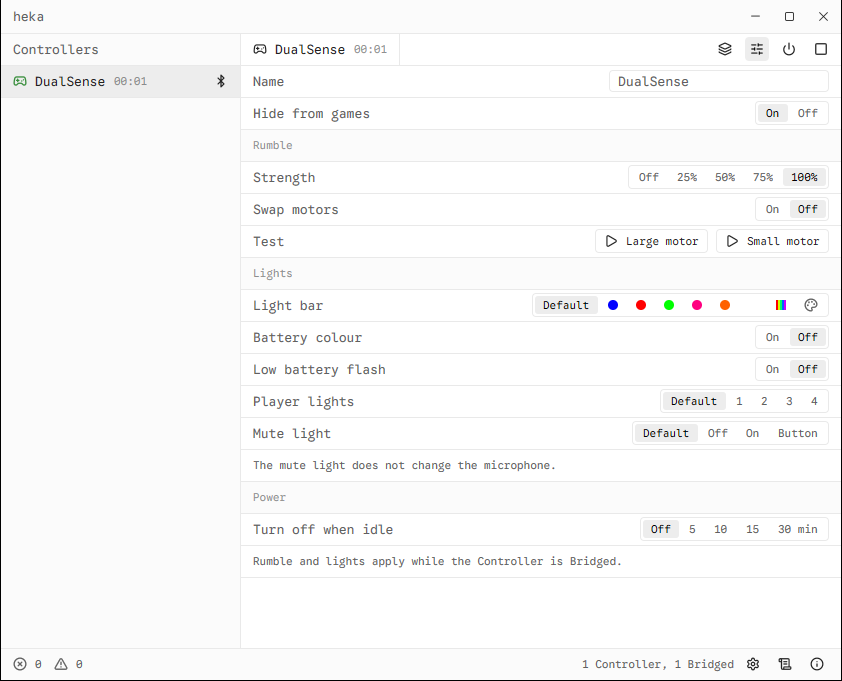 heka
Controllers
DualSense 00:01
DualSense 00:01
Name DualSense
Hide from games On Off
Rumble
Strength Off 25% 50% 75% 100%
Swap motors On Off
Test Large motor Small motor
Lights
Light bar Default
Battery colour On Off
Low battery flash On Off
Player lights Default 1 2 3 4
Mute light Default Off On Button
The mute light does not change the microphone.
Power
Turn off when idle Off 5 10 15 30 min
Rumble and lights apply while the Controller is Bridged.
0 0 1 Controller, 1 Bridged